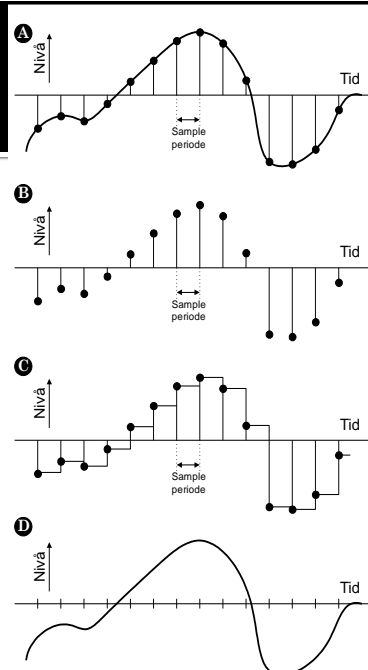 A
Nivå
Tid
Sample
periode
B
Nivå
Tid
Sample
periode
C
Nivå
Tid
Sample
periode
D
Nivå
Tid